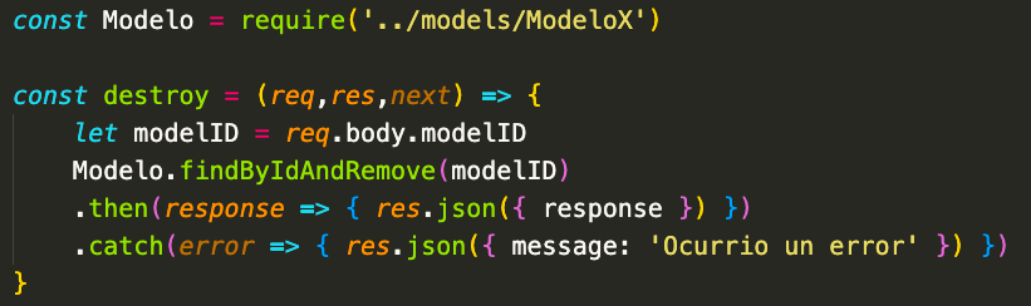 const Modelo = require('../models/ModeloX')
const destroy = (req,res,next) => {
let modelID = req.body.modelID
Modelo.findByIdAndRemove(modelID)
.then(response => { res.json({ response }) })
.catch(error => { res.json({ message: 'Ocurrio un error' }) })
}